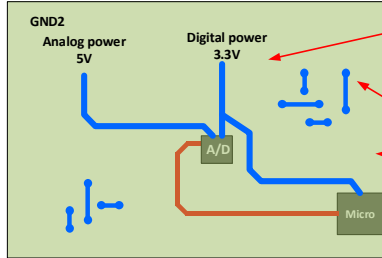 GND2
Analog power
5V
Digital power
3.3V
A/D
Micro